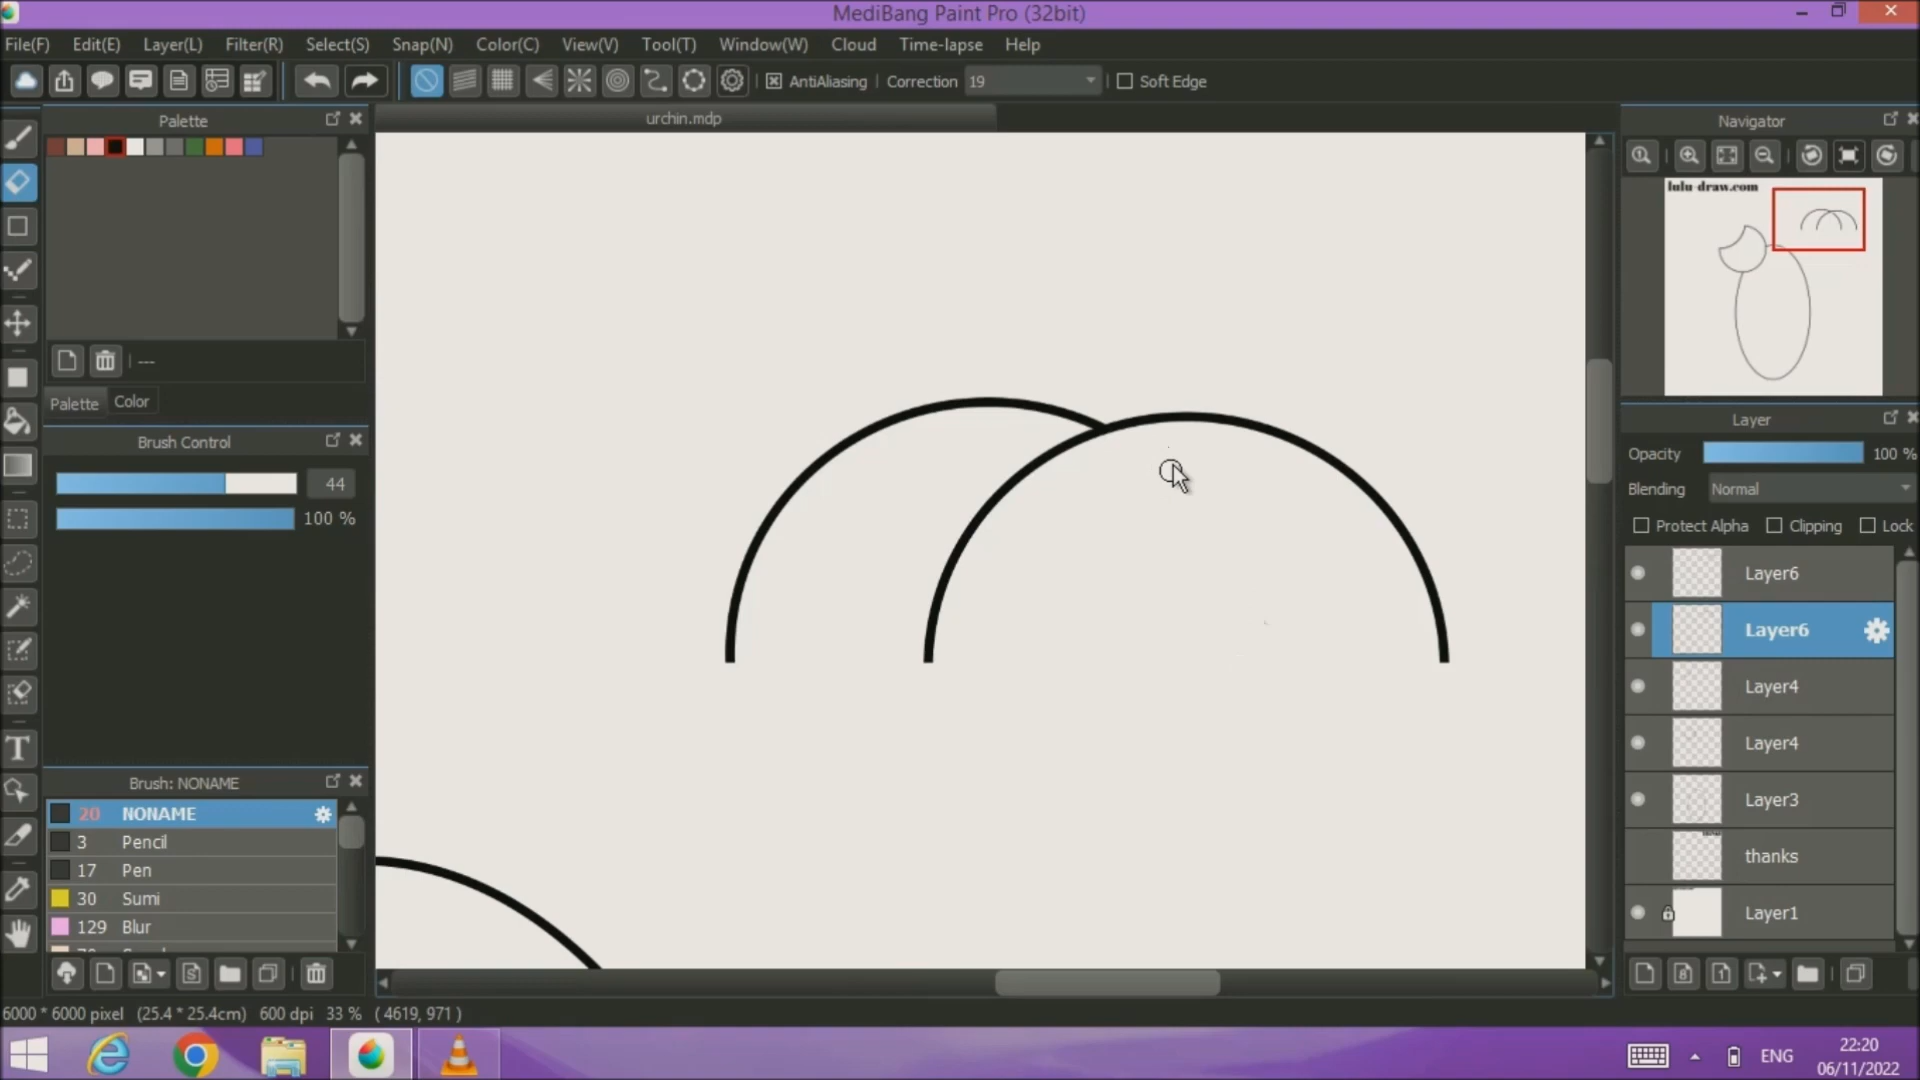 MediBang Paint Pro (32bit)
File(F) Edit(E) Layer(L) Filter(R) Select(S) Snap(N) Color(C) View(V) Tool(T) Window(W) Cloud Time-lapse Help
AntiAliasing Correction 19 Soft Edge
Palette
urchin.mdp
Navigator
lulu-draw.com
---
Palette Color
Brush Control
44
100 %
Layer
Opacity 100 %
Blending Normal
Protect Alpha Clipping Lock
Layer6
Layer6
Layer4
Layer4
Layer3
thanks
Layer1
Brush: NONAME
20 NONAME
3 Pencil
17 Pen
30 Sumi
129 Blur
6000 * 6000 pixel (25.4 * 25.4cm) 600 dpi 33 % ( 4619, 971 )
ENG
22:20
06/11/2022